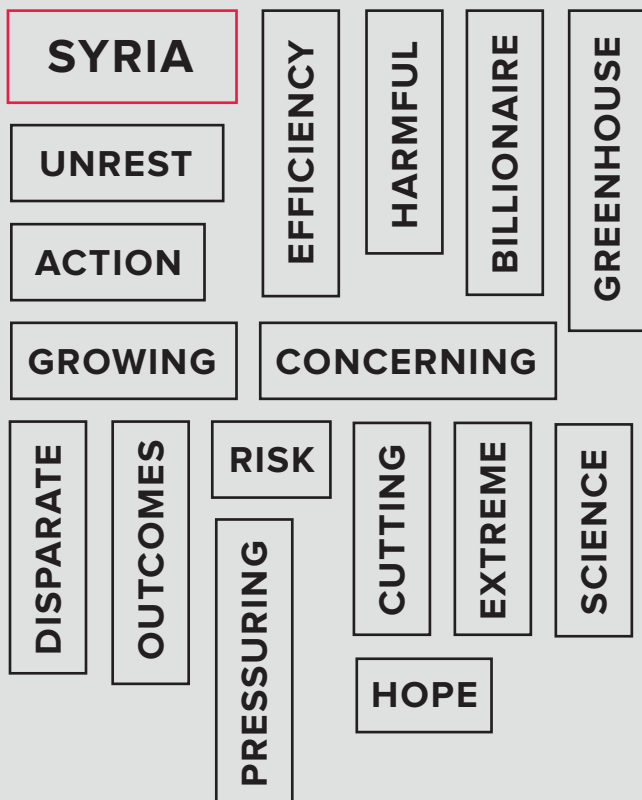 SYRIA
EFFICIENCY
HARMFUL
BILLIONAIRE
GREENHOUSE
UNREST
ACTION
GROWING
CONCERNING
DISPARATE
OUTCOMES
RISK
CUTTING
EXTREME
SCIENCE
PRESSURING
HOPE